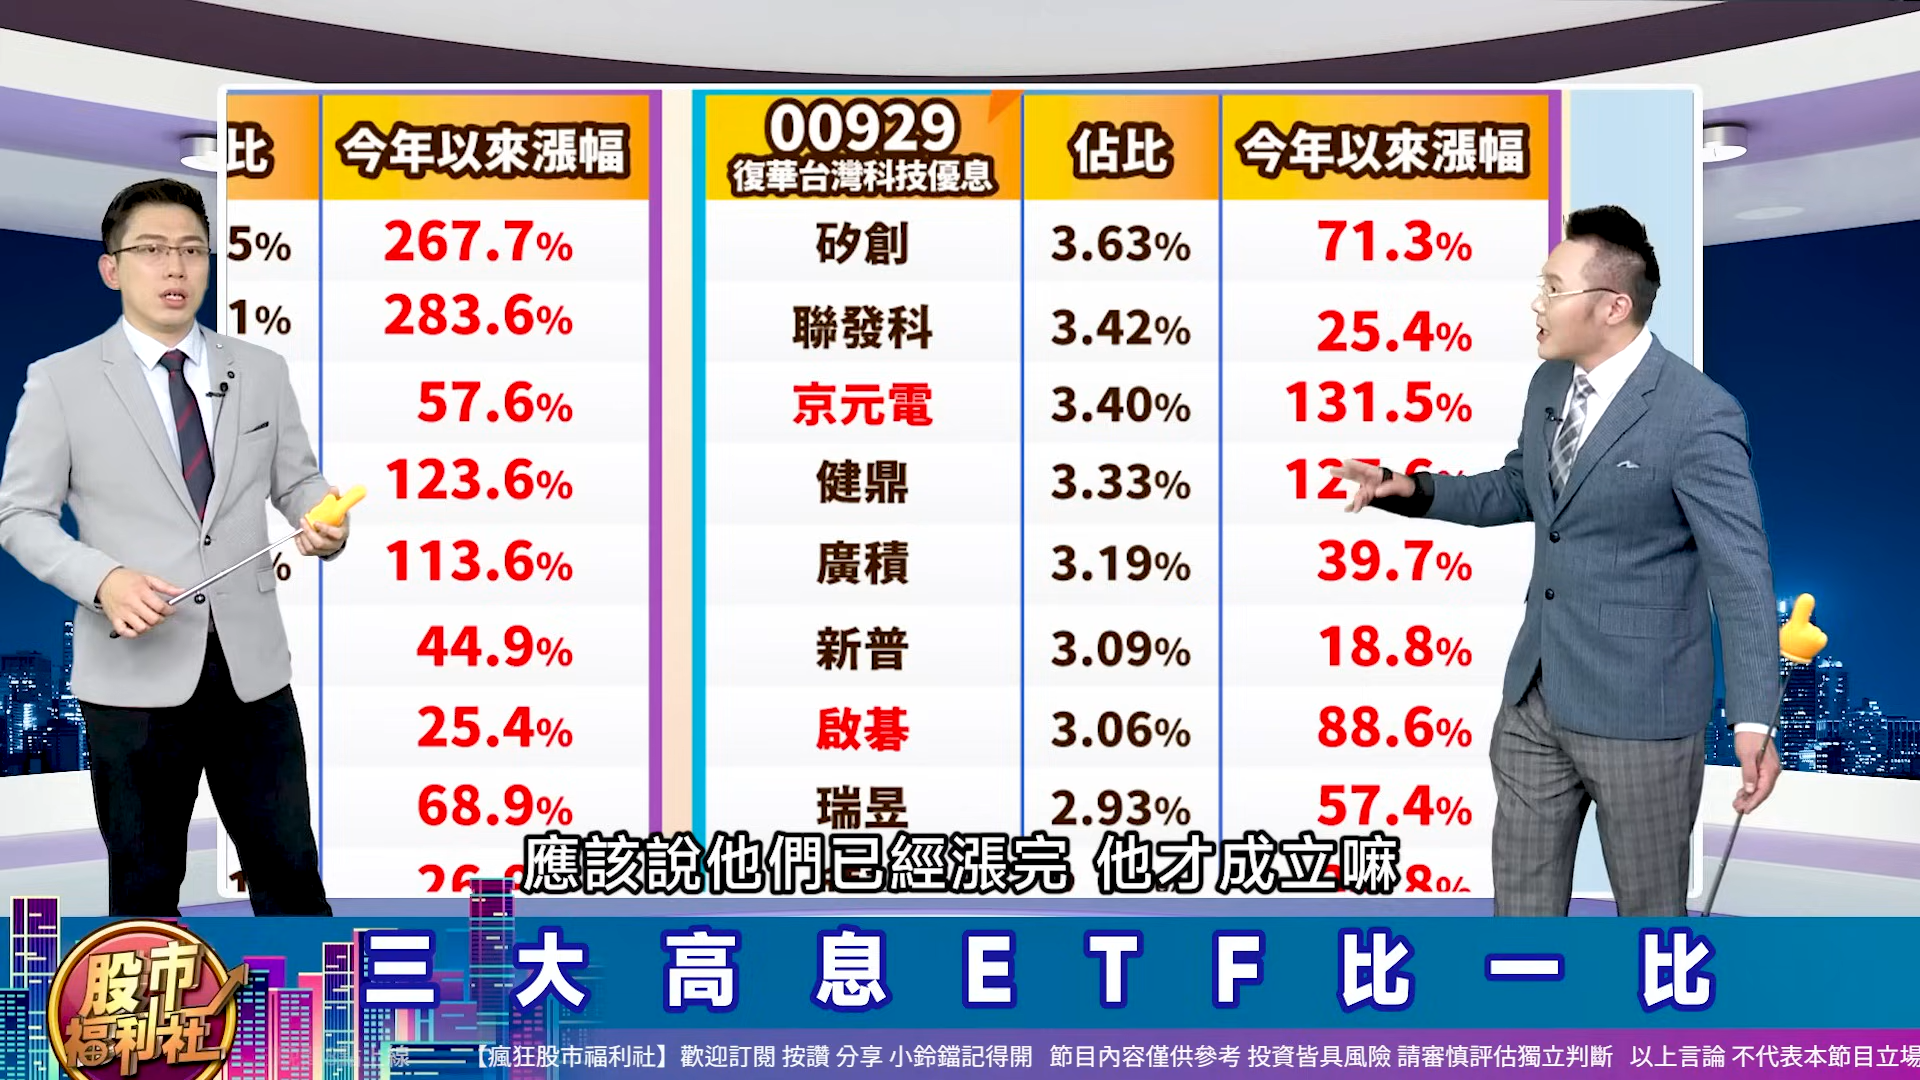 比 今年以來漲幅
5% 267.7%
1% 283.6%
57.6%
123.6%
% 113.6%
44.9%
25.4%
68.9%
00929 佔比 今年以來漲幅
復華台灣科技優息
矽創 3.63% 71.3%
聯發科 3.42% 25.4%
京元電 3.40% 131.5%
健鼎 3.33%
廣積 3.19% 39.7%
新普 3.09% 18.8%
啟碁 3.06% 88.6%
瑞昱 2.93% 57.4%
應該說他們已經漲完 他才成立嘛
三大高息ETF比一比
股市
福利社
【瘋狂股市福利社】歡迎訂閱 按讚 分享 小鈴鐺記得開 節目內容僅供參考 投資皆具風險 請審慎評估獨立判斷 以上言論 不代表本節目立場